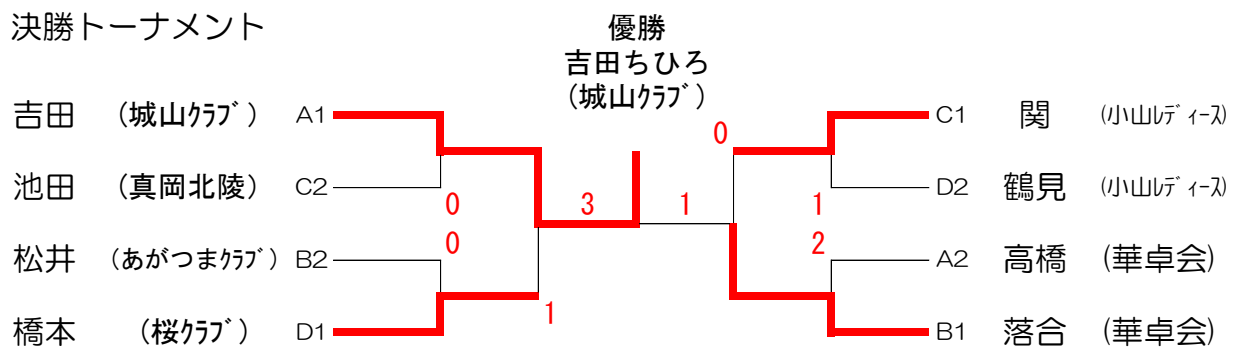 決勝トーナメント
優勝
吉田ちひろ
(城山ｸﾗﾌﾞ)
吉田 (城山ｸﾗﾌﾞ) A1
0
C1 関 (小山ﾚﾃﾞｨｰｽ)
池田 (真岡北陵) C2
0
3
1
1
D2 鶴見 (小山ﾚﾃﾞｨｰｽ)
松井 (あがつまｸﾗﾌﾞ) B2
0
2
A2 高橋 (華卓会)
橋本 (桜ｸﾗﾌﾞ) D1
1
B1 落合 (華卓会)